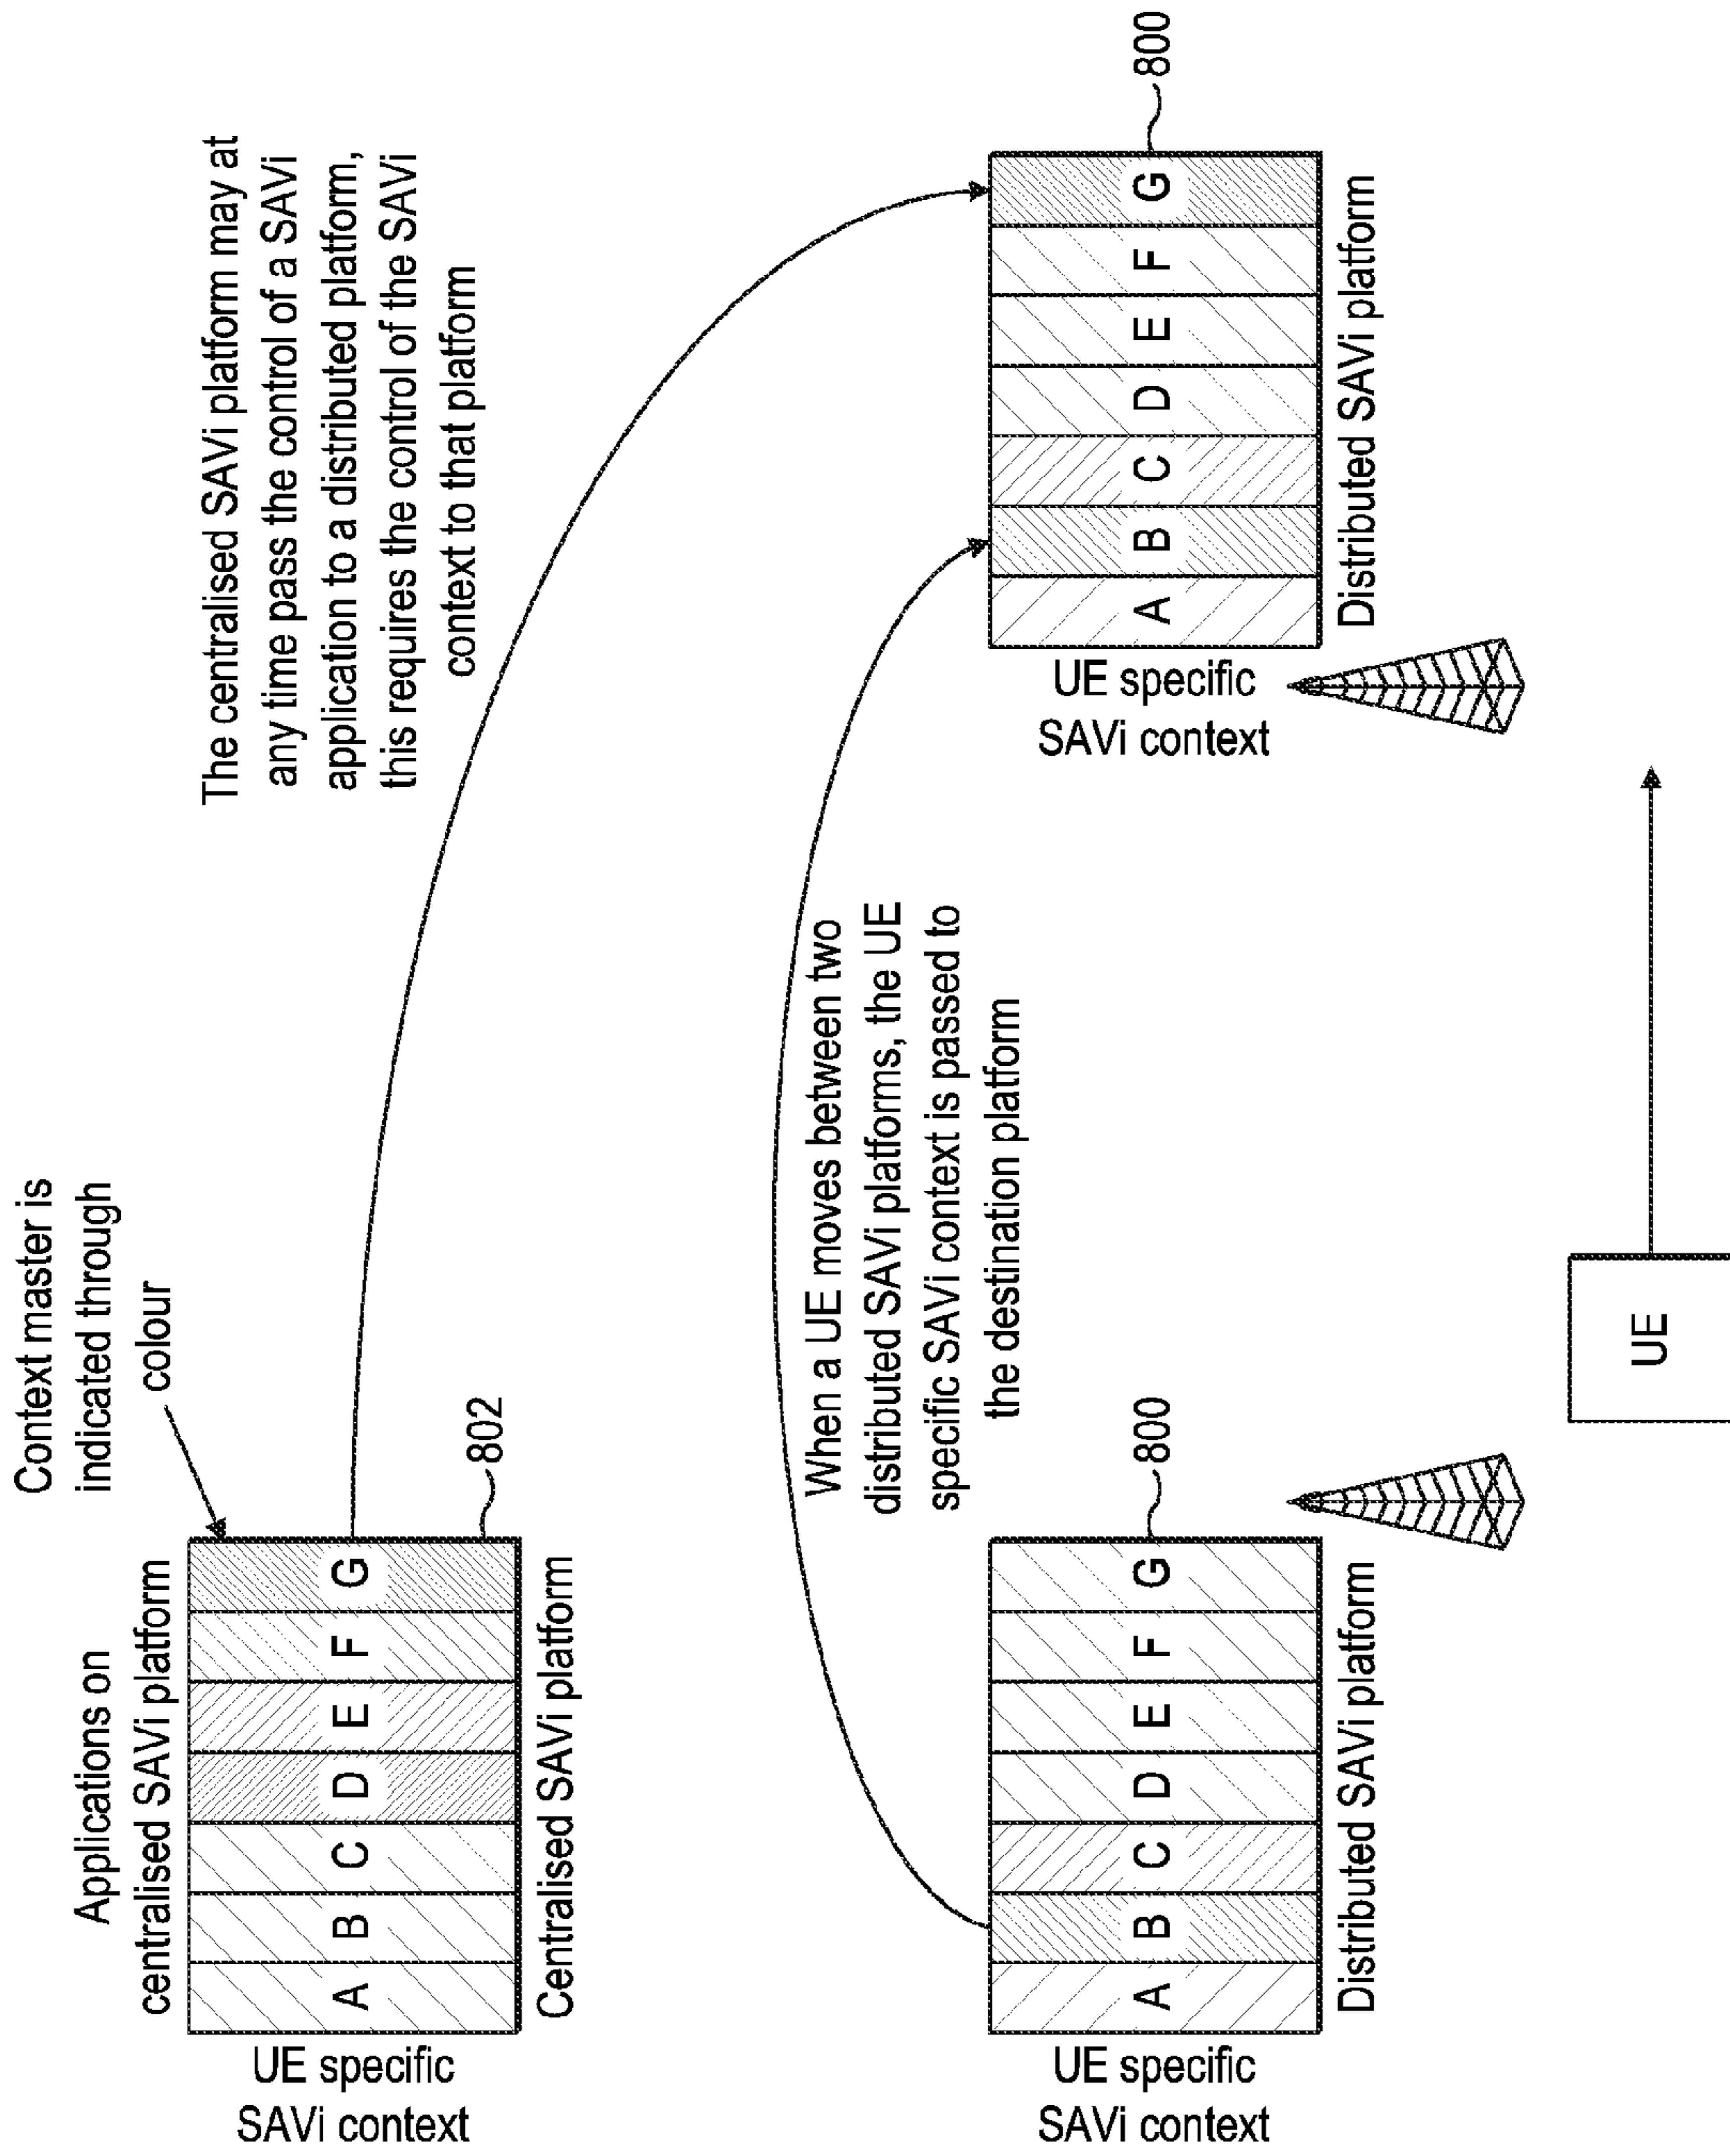 Context master is
indicated through
colour
Applications on
centralised SAVi platform
A B C D E F G
802
UE specific
SAVi context
Centralised SAVi platform
The centralised SAVi platform may at
any time pass the control of a SAVi
application to a distributed platform,
this requires the control of the SAVi
context to that platform
When a UE moves between two
distributed SAVi platforms, the UE
specific SAVi context is passed to
the destination platform
A B C D E F G
800
UE specific
SAVi context
Distributed SAVi platform
A B C D E F G
800
UE specific
SAVi context
Distributed SAVi platform
UE